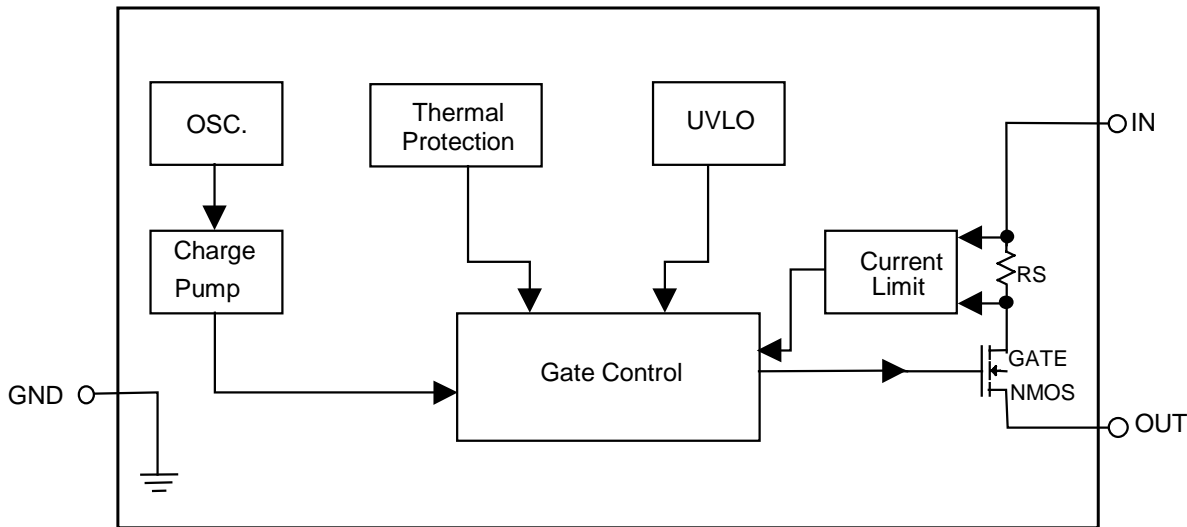 OSC.
Thermal
Protection
UVLO
IN
Charge
Pump
Current
Limit
RS
Gate Control
GATE
NMOS
GND
OUT